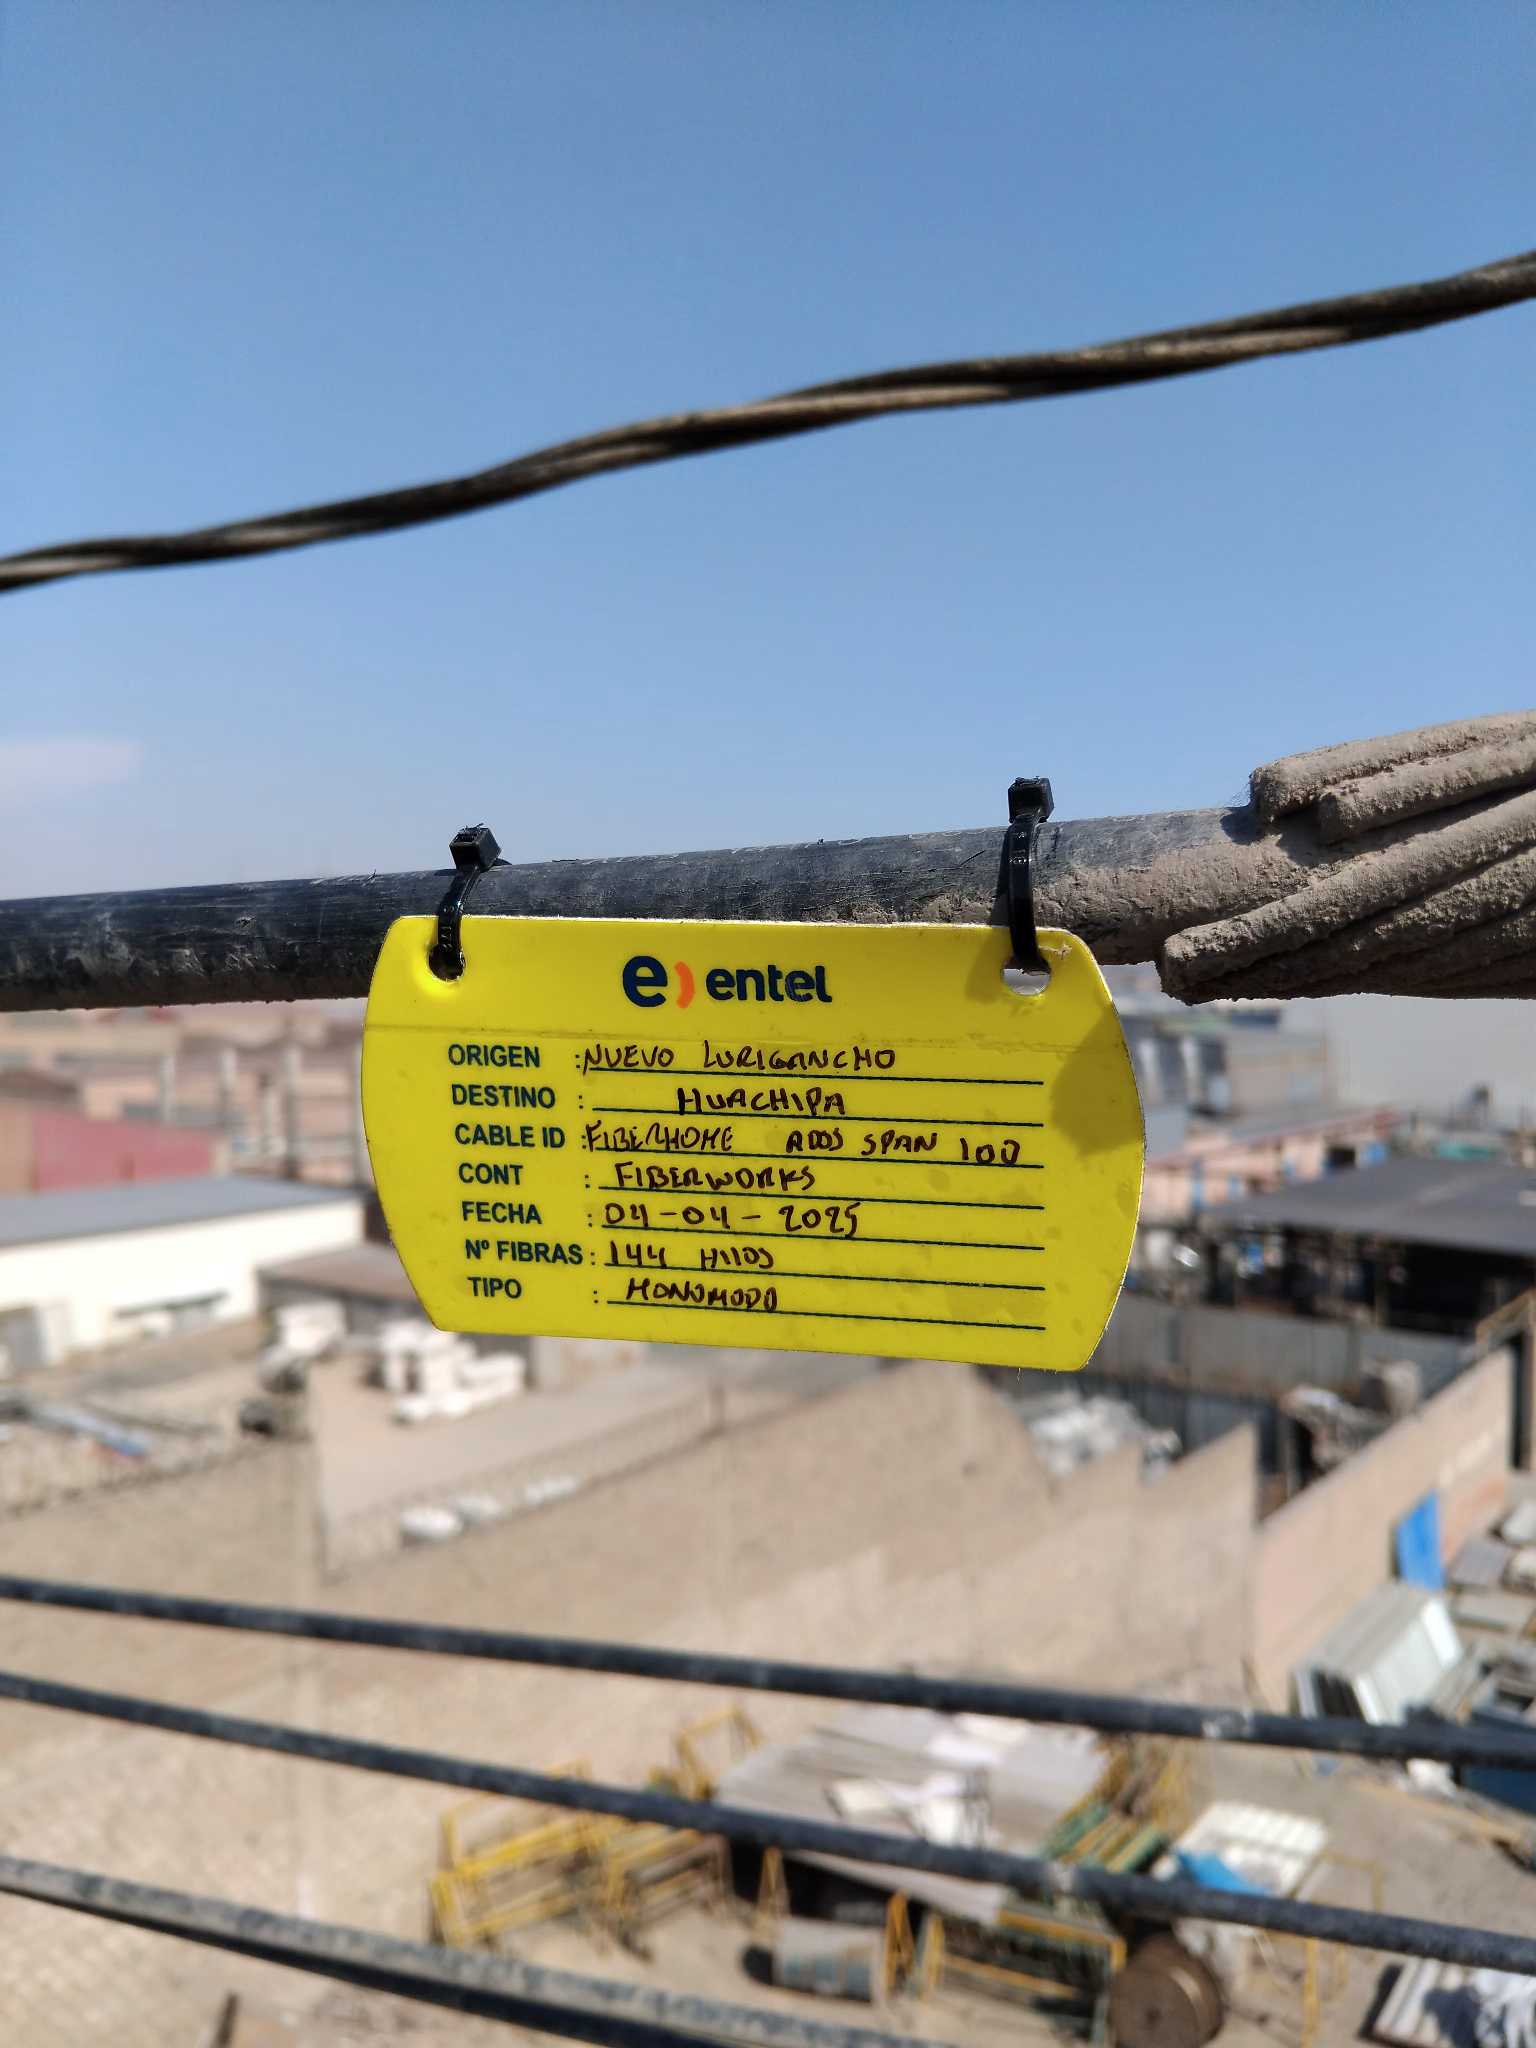 e) entel
ORIGEN : NUEVO LURIGANCHO
DESTINO : HUACHIPA
CABLE ID : FIBERHOME ADSS SPAN 100
CONT : FIBERWORKS
FECHA : 04-04-2025
Nº FIBRAS : 144 HILOS
TIPO : MONOMODO